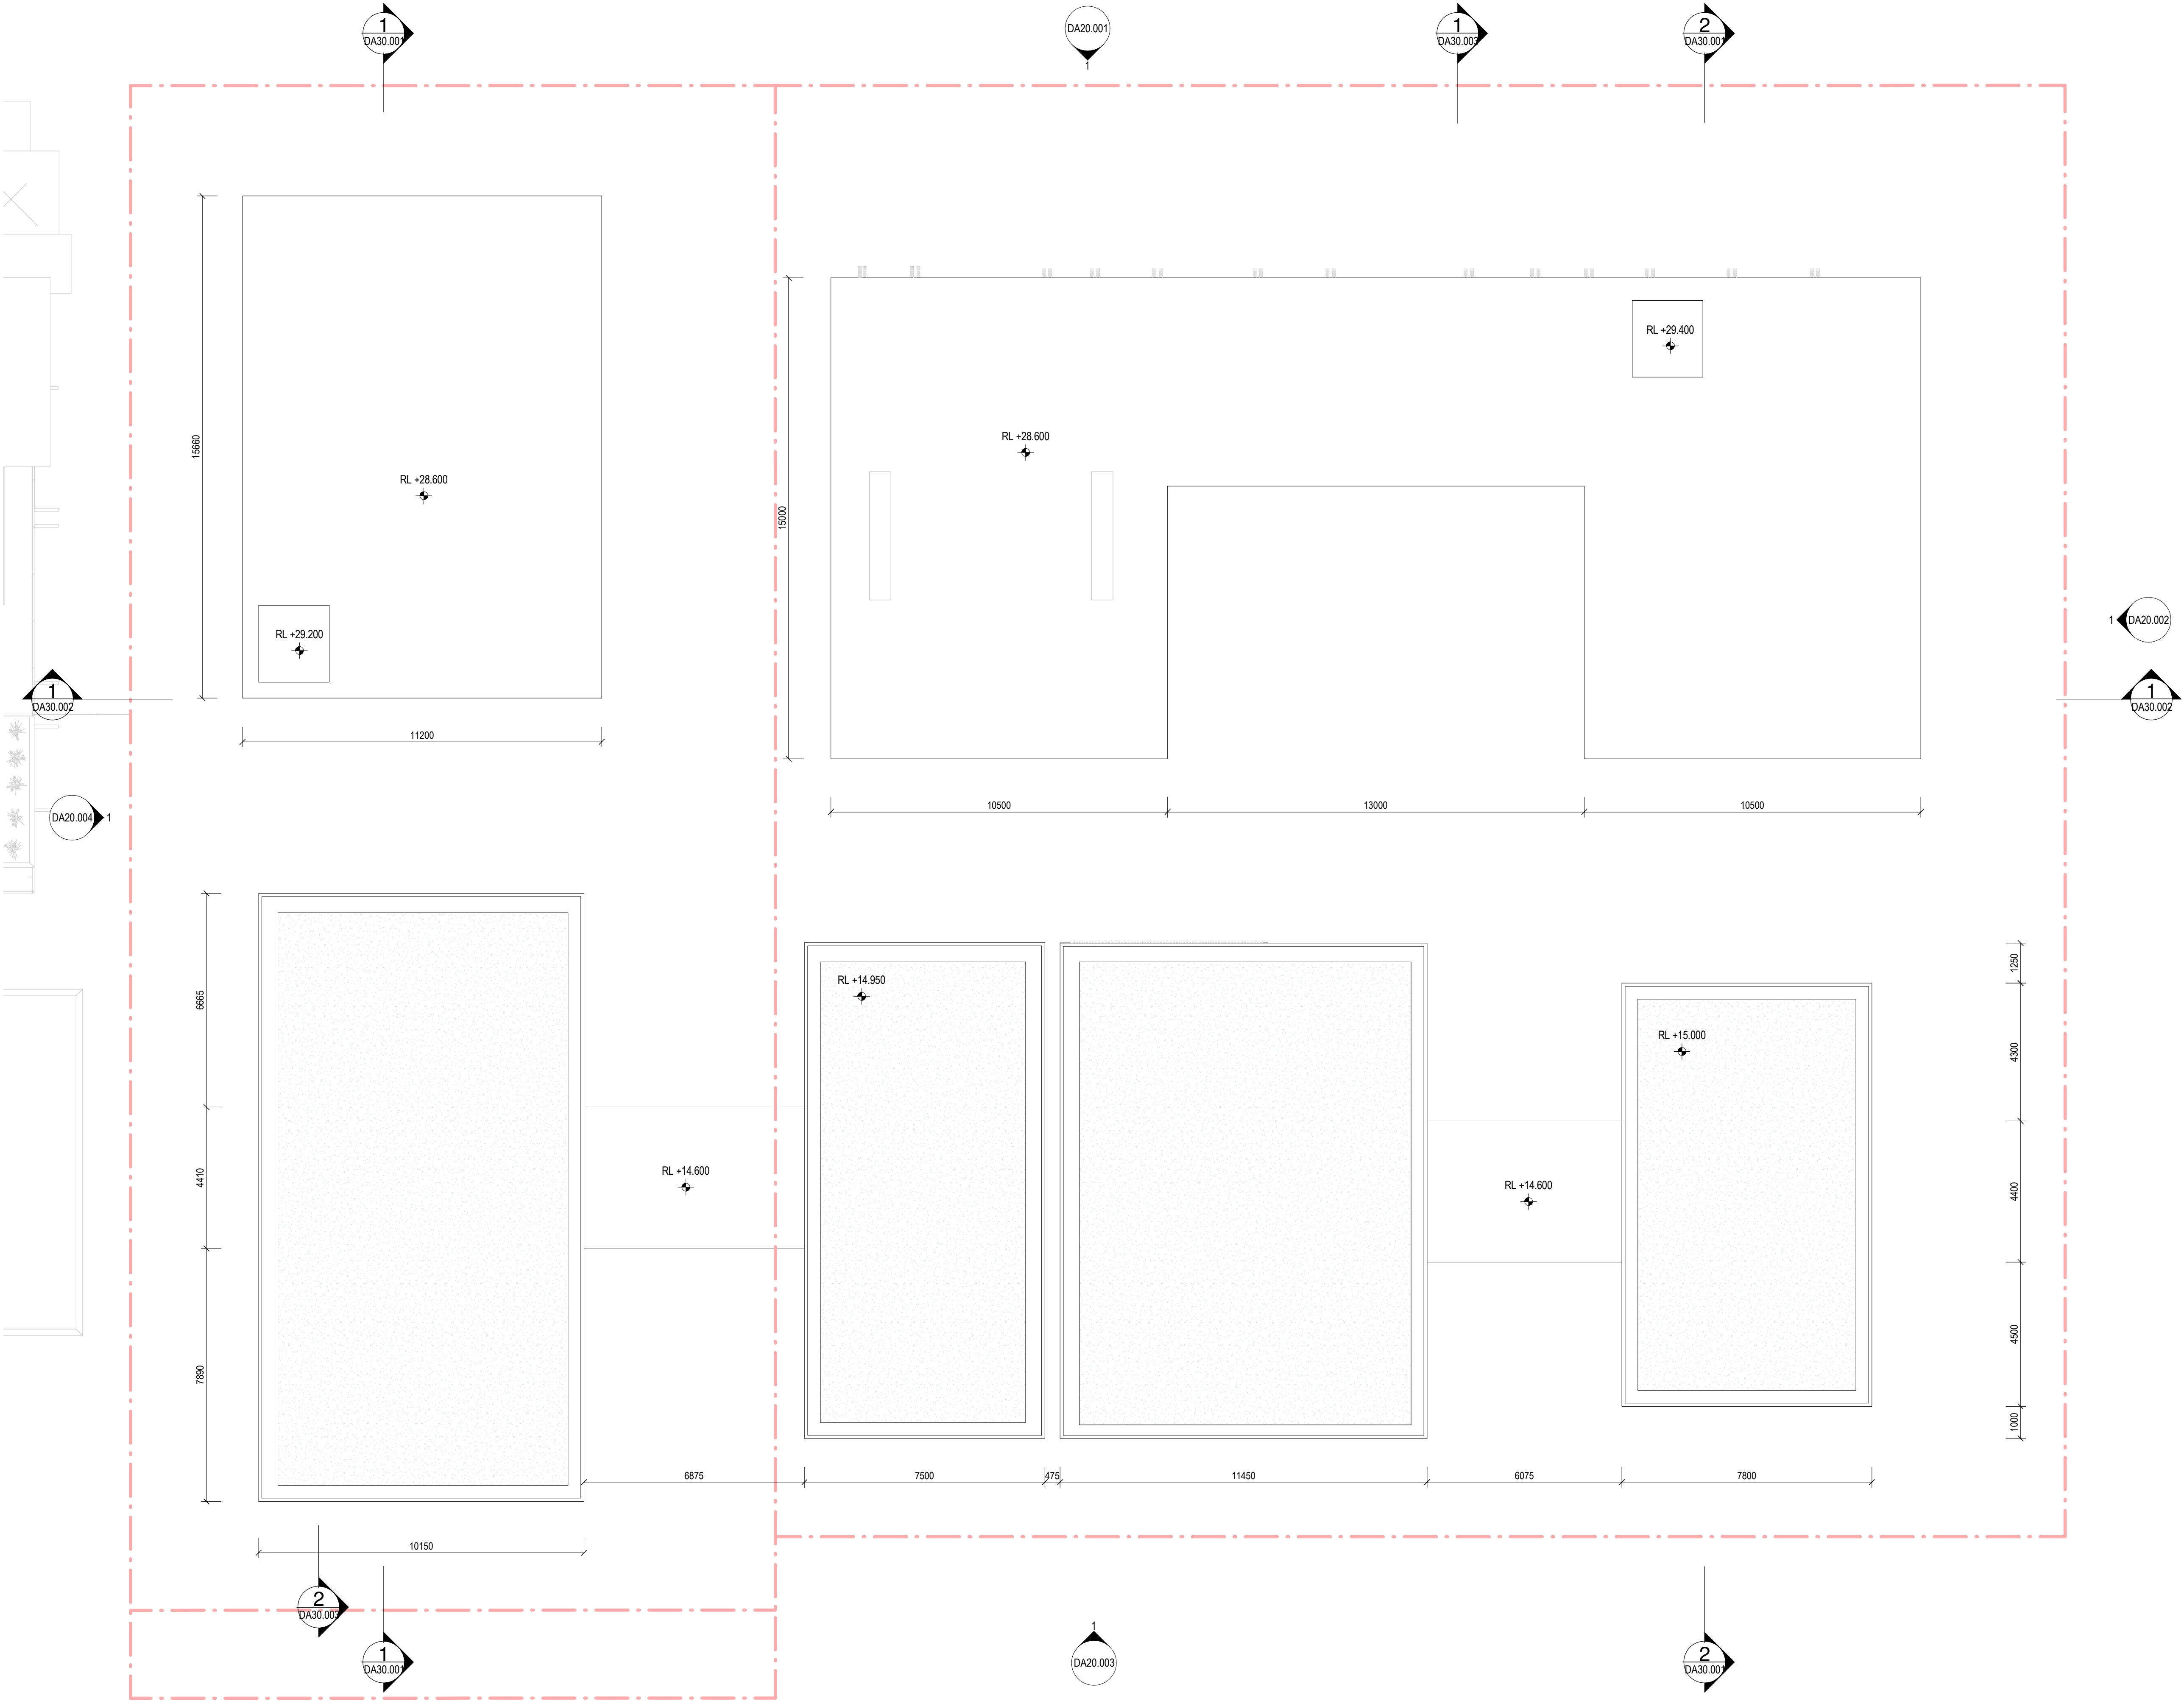 1
DA30.001
DA20.001
1
1
DA30.003
2
DA30.001
15660
RL +28.600
RL +29.200
11200
15000
RL +28.600
RL +29.400
10500
13000
10500
1
DA30.002
DA20.004
1
1
DA20.002
1
DA30.002
6665
4410
7890
RL +14.600
RL +14.950
RL +14.600
RL +15.000
1250
4300
4400
4500
1000
6875
7500
475
11450
6075
7800
10150
2
DA30.003
1
DA30.001
1
DA20.003
2
DA30.001